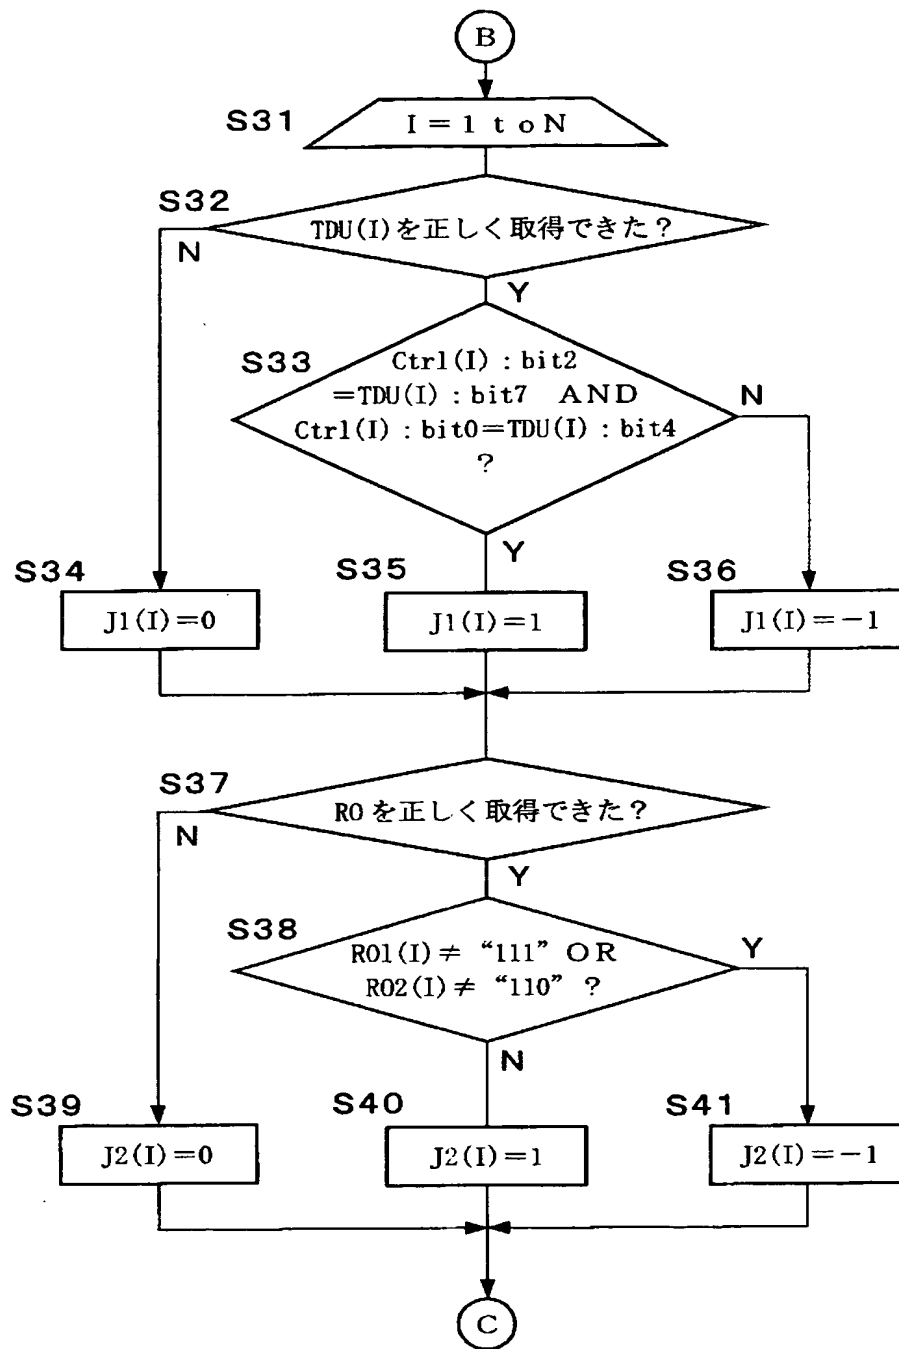 B
S31
I＝1 to N
S32
TDU(I)を正しく取得できた？
N
Y
S33
Ctrl(I)：bit2
＝TDU(I)：bit7 AND
Ctrl(I)：bit0＝TDU(I)：bit4
？
N
Y
S34
J1(I)＝0
S35
J1(I)＝1
S36
J1(I)＝−1
S37
ROを正しく取得できた？
N
Y
S38
RO1(I)≠“111” OR
RO2(I)≠“110” ？
Y
N
S39
J2(I)＝0
S40
J2(I)＝1
S41
J2(I)＝−1
C